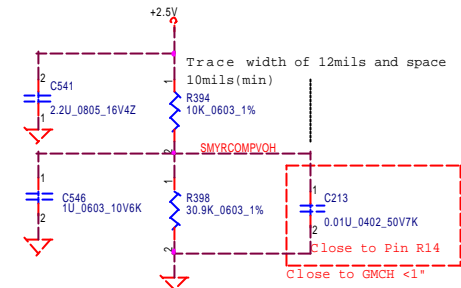 +2.5V
Trace width of 12mils and space
10mils(min)
2
C541
2.2U_0805_16V4Z
1
1
R394
10K_0603_1%
2
SMYRCOMPVOH
1
C546
1U_0603_10V6K
2
1
R398
30.9K_0603_1%
2
1
C213
0.01U_0402_50V7K
2
Close to Pin R14
Close to GMCH <1"